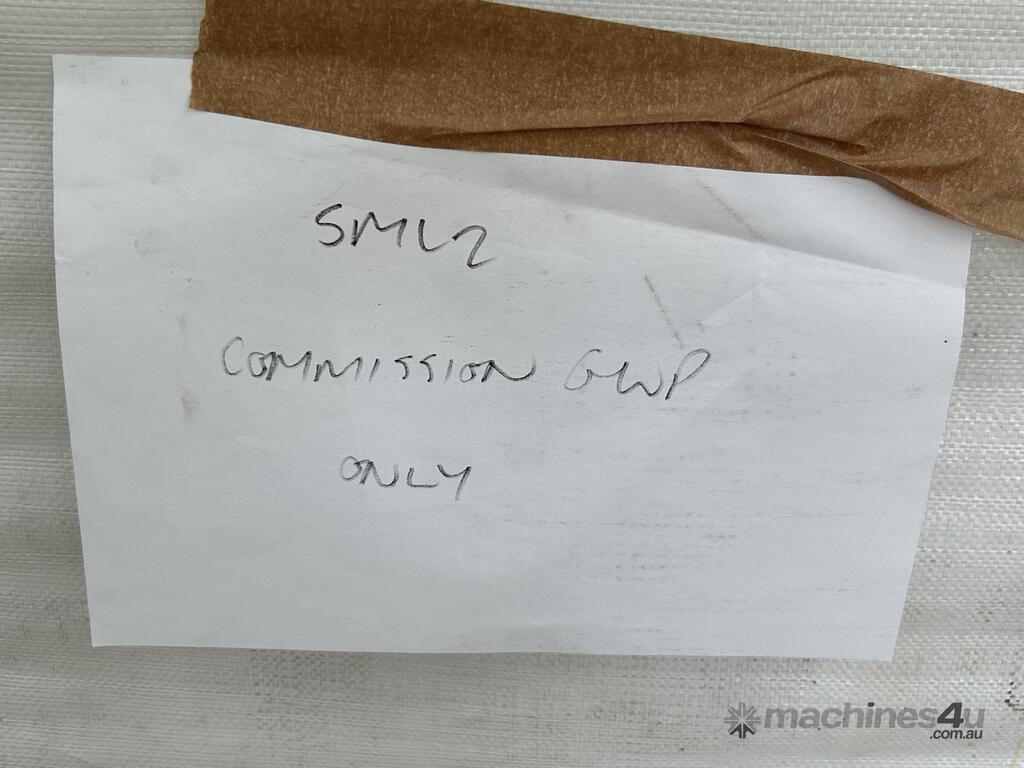 SML2
COMMISSION GWP
ONLY
machines4u
.com.au